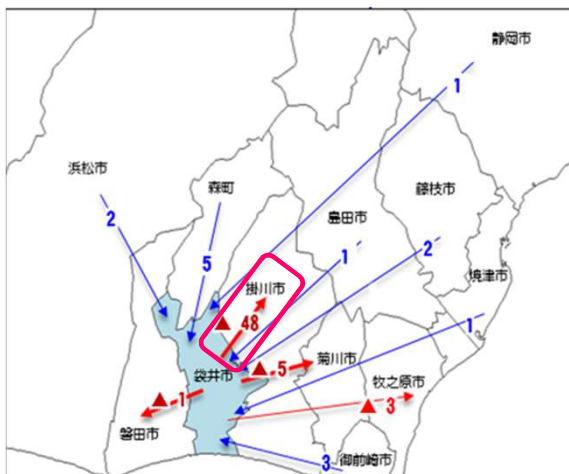 静岡市
1
浜松市
森町
藤枝市
2
島田市
5
1
2
焼津市
掛川市
1
▲
48
菊川市
袋井市
▲
5
牧之原市
▲
1
▲
3
磐田市
御前崎市
3